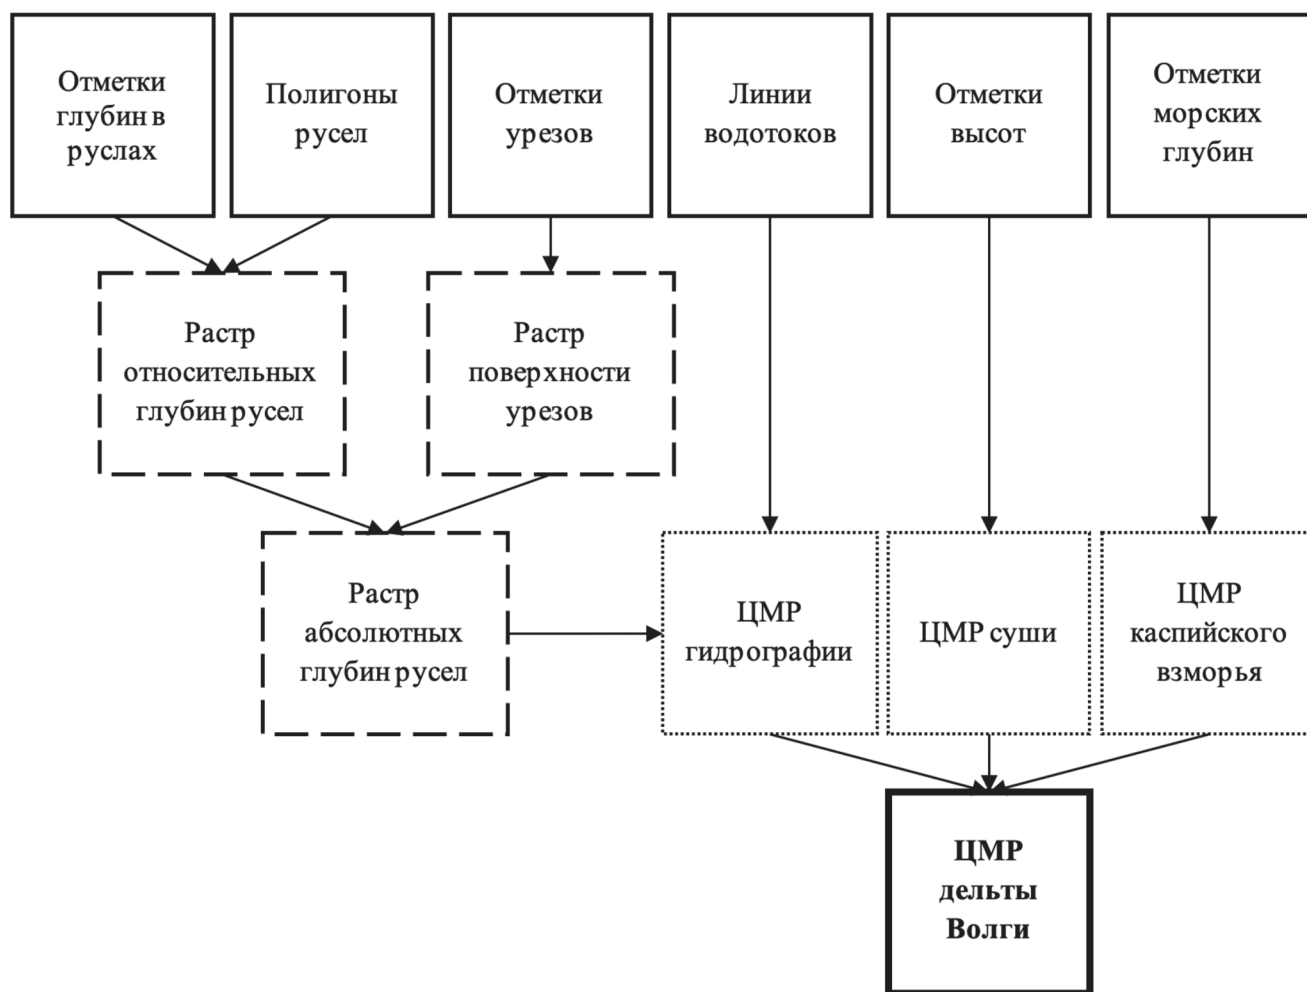 Отметки
глубин в
руслах
Полигоны
русел
Отметки
урезов
Линии
водотоков
Отметки
высот
Отметки
морских
глубин
Растр
относительных
глубин русел
Растр
поверхности
урезов
Растр
абсолютных
глубин русел
ЦМР
гидрографии
ЦМР суши
ЦМР
каспийского
взморья
ЦМР
дельты
Волги